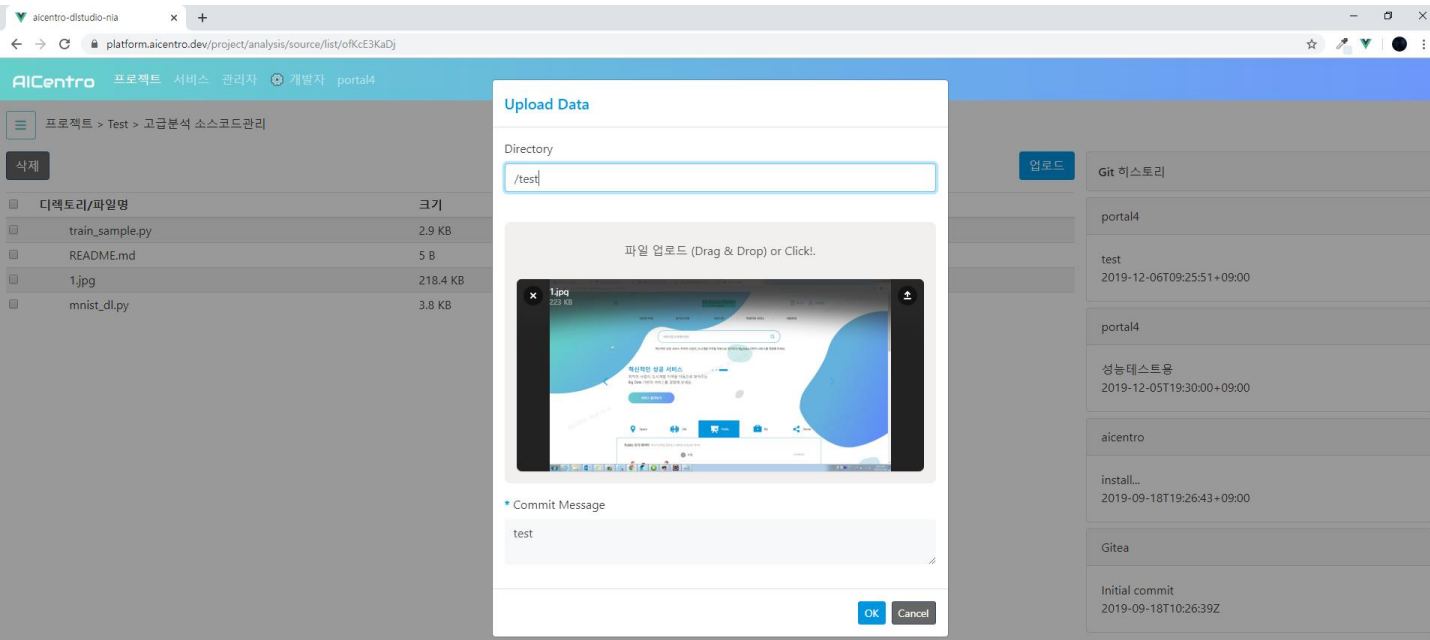 aicentro-dlstudio-nia
platform.aicentro.dev/project/analysis/source/list/ofKcE3KaDj
AICentro 프로젝트 서비스 관리자 개발자 portal4
프로젝트 > Test > 고급분석 소스코드관리
삭제
업로드
디렉토리/파일명 크기
train_sample.py 2.9 KB
README.md 5 B
1.jpg 218.4 KB
mnist_dl.py 3.8 KB
Upload Data
Directory
/test
파일 업로드 (Drag & Drop) or Click!.
1.jpg
223 KB
혁신적인 성공 서비스
* Commit Message
test
OK Cancel
Git 히스토리
portal4
test
2019-12-06T09:25:51+09:00
portal4
성능테스트용
2019-12-05T19:30:00+09:00
aicentro
install...
2019-09-18T19:26:43+09:00
Gitea
Initial commit
2019-09-18T10:26:39Z